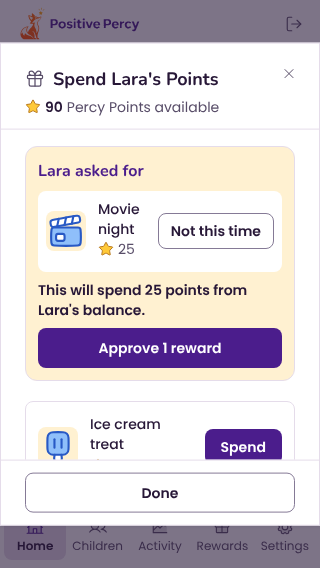 Positive Percy
Spend Lara's Points
90 Percy Points available
Lara asked for
Movie
night
25
Not this time
This will spend 25 points from
Lara's balance.
Approve 1 reward
Ice cream
treat
Spend
Done
Home Children Activity Rewards Settings